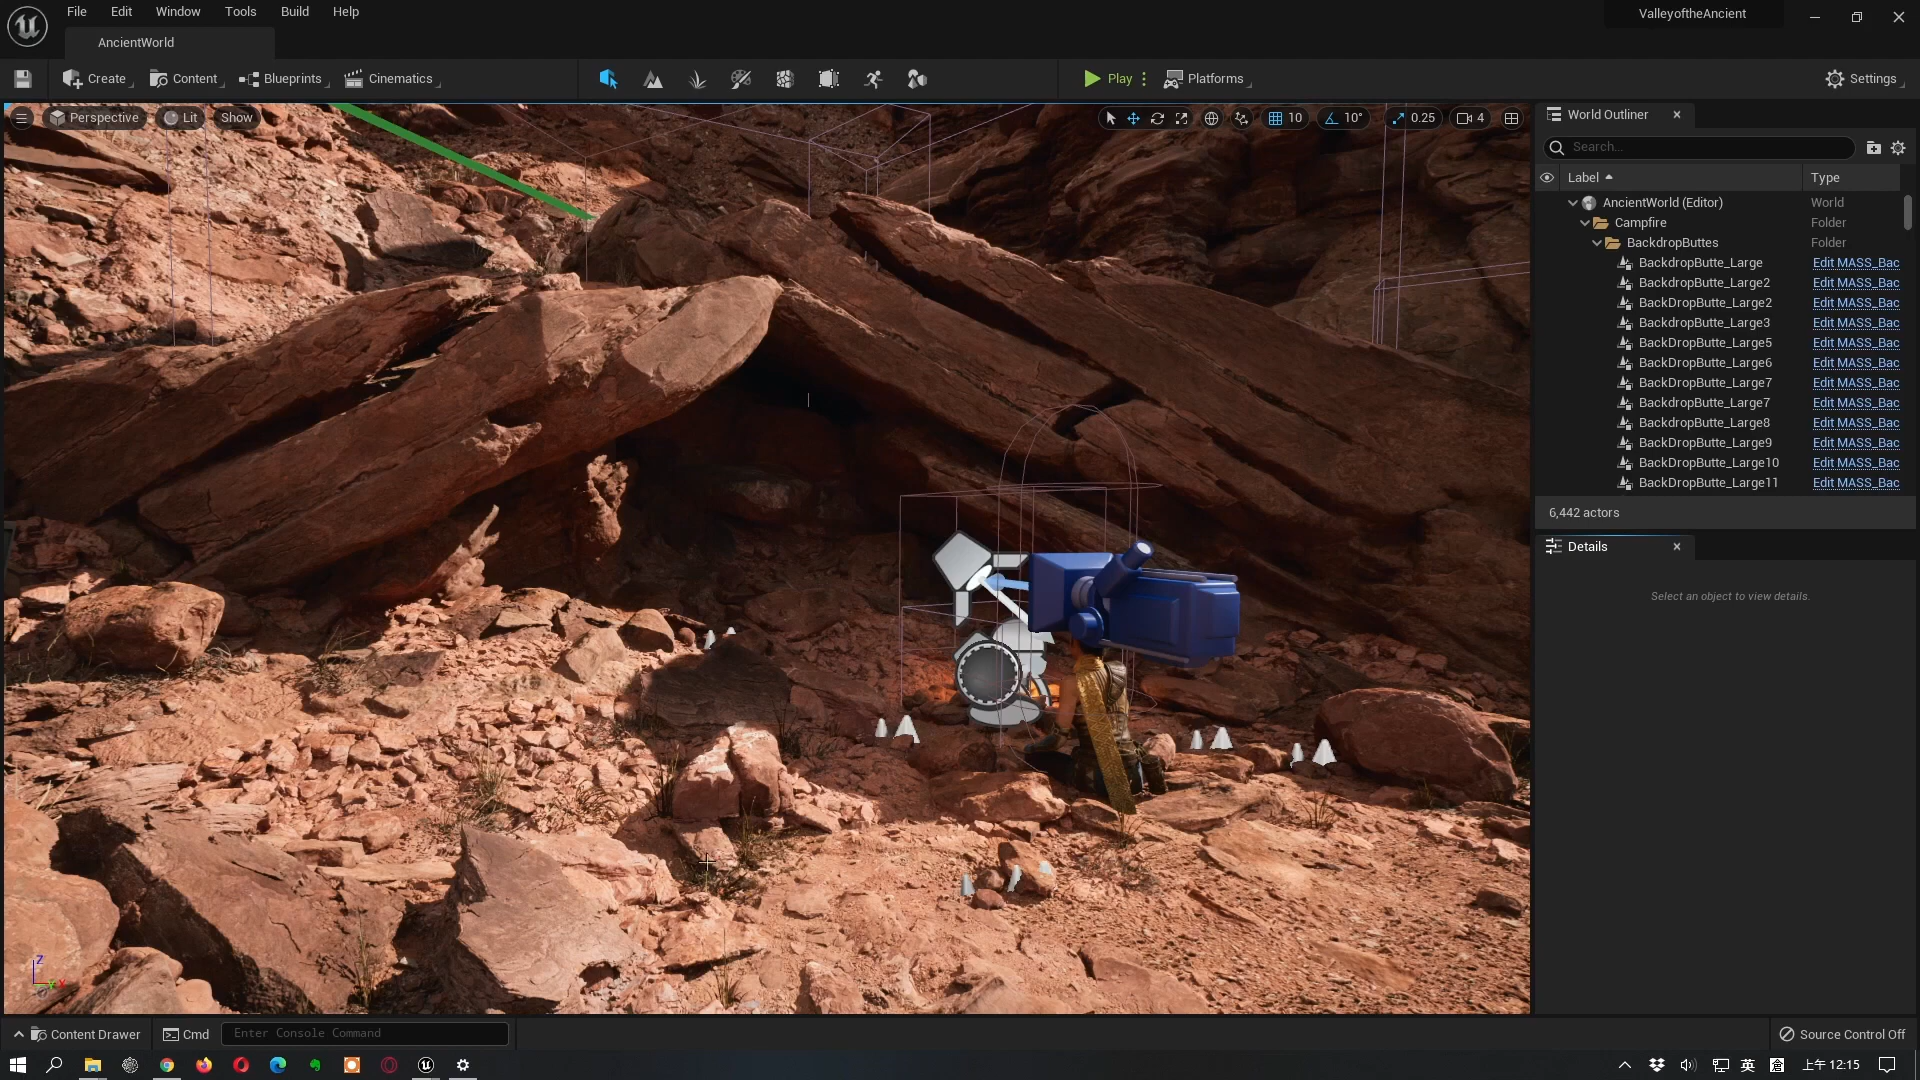 File Edit Window Tools Build Help
ValleyoftheAncient
AncientWorld
Create Content Blueprints Cinematics Play Platforms Settings
Perspective Lit Show 10 10° 0.25 4
World Outliner
Search...
Label Type
AncientWorld (Editor) World
Campfire Folder
BackdropButtes Folder
BackdropButte_Large Edit MASS_Bac
BackdropButte_Large2 Edit MASS_Bac
BackDropButte_Large2 Edit MASS_Bac
BackdropButte_Large3 Edit MASS_Bac
BackDropButte_Large5 Edit MASS_Bac
BackDropButte_Large6 Edit MASS_Bac
BackDropButte_Large7 Edit MASS_Bac
BackdropButte_Large7 Edit MASS_Bac
BackdropButte_Large8 Edit MASS_Bac
BackDropButte_Large9 Edit MASS_Bac
BackDropButte_Large10 Edit MASS_Bac
BackDropButte_Large11 Edit MASS_Bac
6,442 actors
Details
Select an object to view details.
Z
Y X
Content Drawer Cmd Enter Console Command Source Control Off
英 上午 12:15